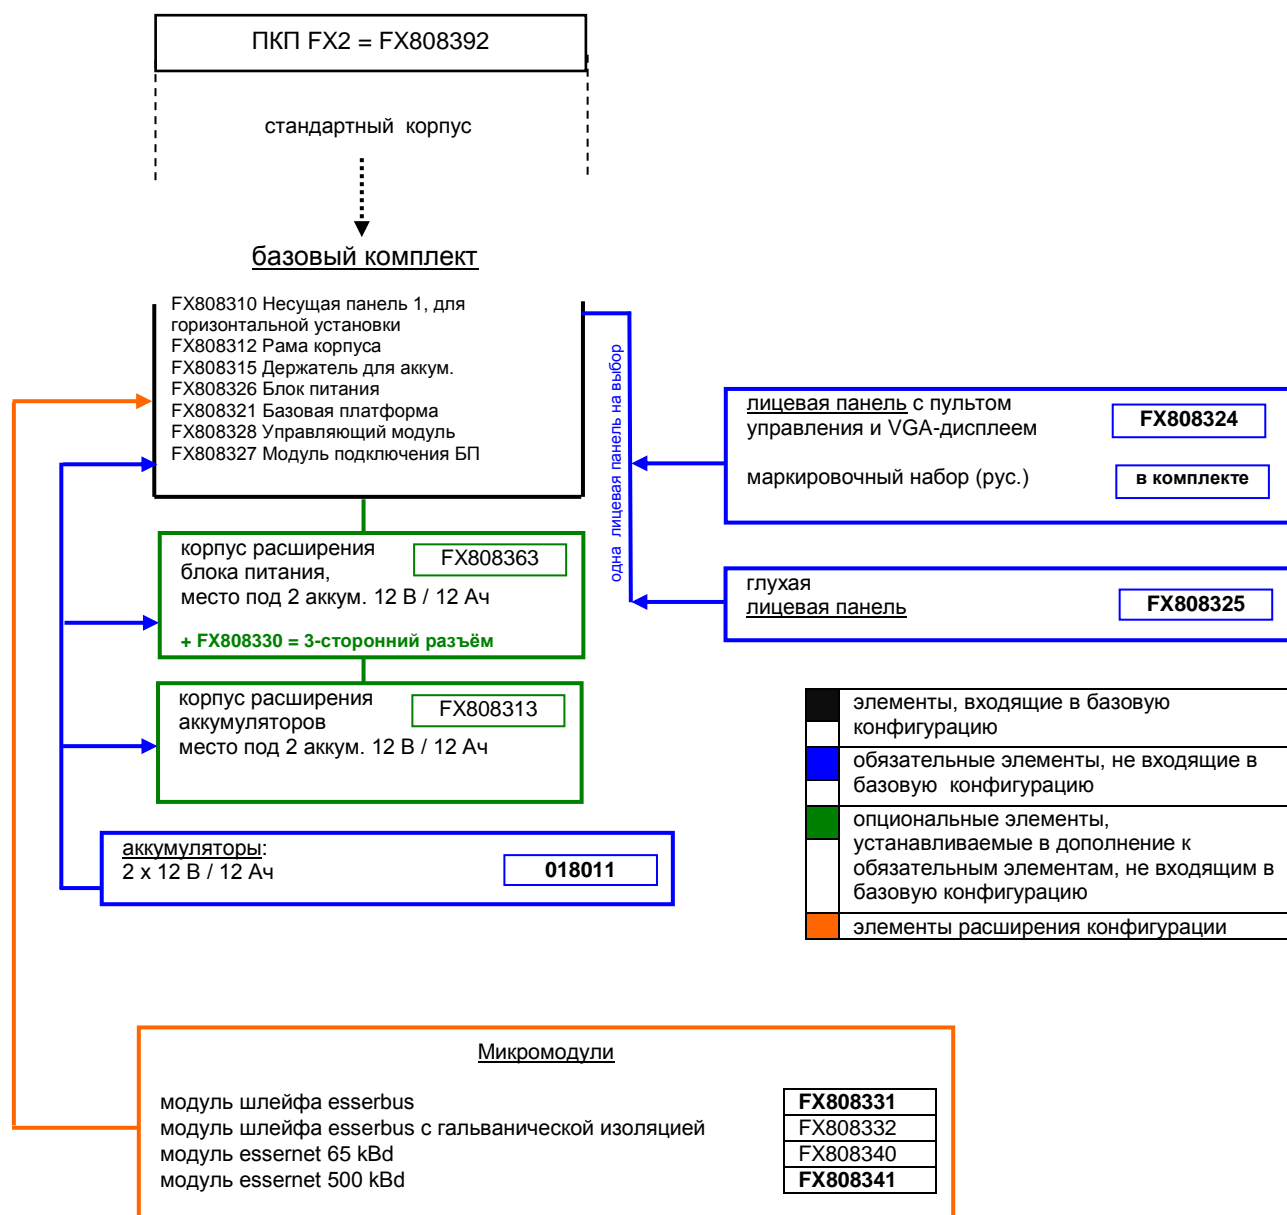 ПКП FX2 = FX808392
стандартный корпус
базовый комплект
FX808310 Несущая панель 1, для
горизонтальной установки
FX808312 Рама корпуса
FX808315 Держатель для аккум.
FX808326 Блок питания
FX808321 Базовая платформа
FX808328 Управляющий модуль
FX808327 Модуль подключения БП
одна лицевая панель на выбор
лицевая панель с пультом
управления и VGA-дисплеем
FX808324
маркировочный набор (рус.)
в комплекте
глухая
лицевая панель
FX808325
корпус расширения
блока питания,
место под 2 аккум. 12 В / 12 Ач
FX808363
+ FX808330 = 3-сторонний разъём
корпус расширения
аккумуляторов
место под 2 аккум. 12 В / 12 Ач
FX808313
аккумуляторы:
2 x 12 В / 12 Ач
018011
элементы, входящие в базовую
конфигурацию
обязательные элементы, не входящие в
базовую конфигурацию
опциональные элементы,
устанавливаемые в дополнение к
обязательным элементам, не входящим в
базовую конфигурацию
элементы расширения конфигурации
Микромодули
модуль шлейфа esserbus FX808331
модуль шлейфа esserbus с гальванической изоляцией FX808332
модуль essernet 65 kBd FX808340
модуль essernet 500 kBd FX808341